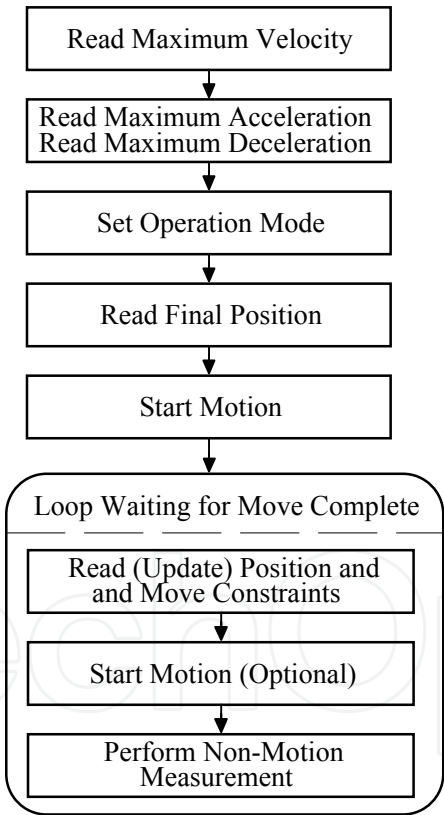 Read Maximum Velocity
Read Maximum Acceleration
Read Maximum Deceleration
Set Operation Mode
Read Final Position
Start Motion
Loop Waiting for Move Complete
Read (Update) Position and
and Move Constraints
Start Motion (Optional)
Perform Non-Motion
Measurement